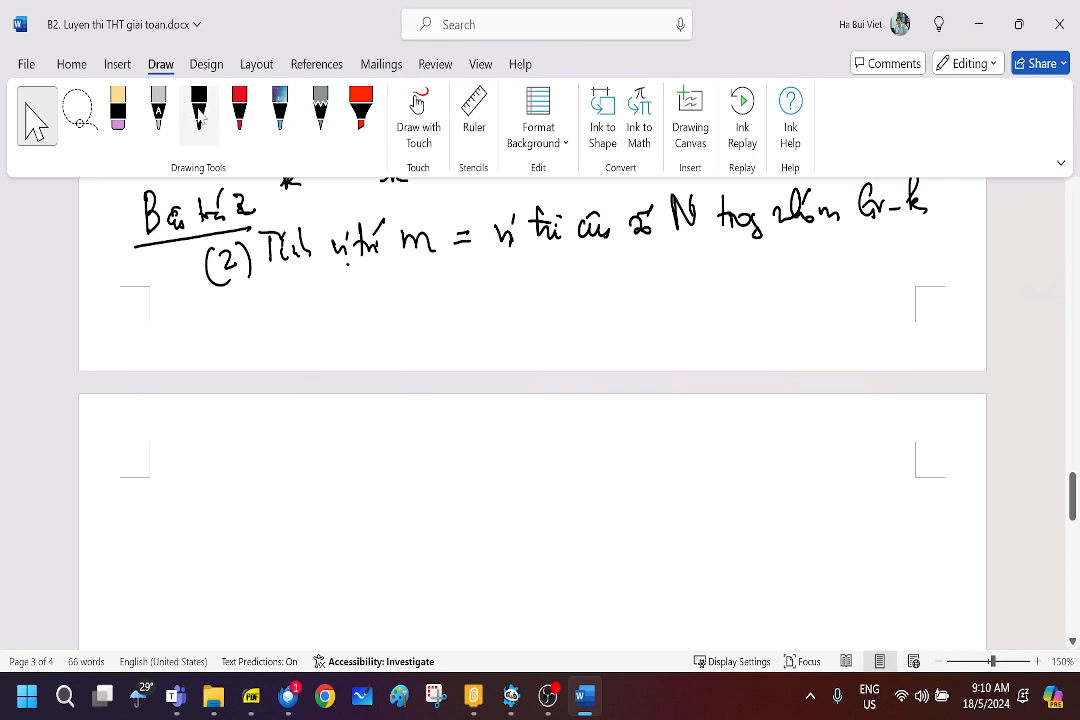 B2. Luyen thi THT giai toan.docx
Search
Ha Bui Viet
File Home Insert Draw Design Layout References Mailings Review View Help
Comments Editing Share
Draw with Touch Ruler Format Background Ink to Shape Ink to Math Drawing Canvas Ink Replay Ink Help
Drawing Tools Touch Stencils Edit Convert Insert Replay Help
Bài trí 2
(2) Tính vị trí m = vị trí của số N trong nhóm Gr-k
Page 3 of 4 66 words English (United States) Text Predictions: On Accessibility: Investigate Display Settings Focus 150%
29° 1 ENG US 9:10 AM 18/5/2024